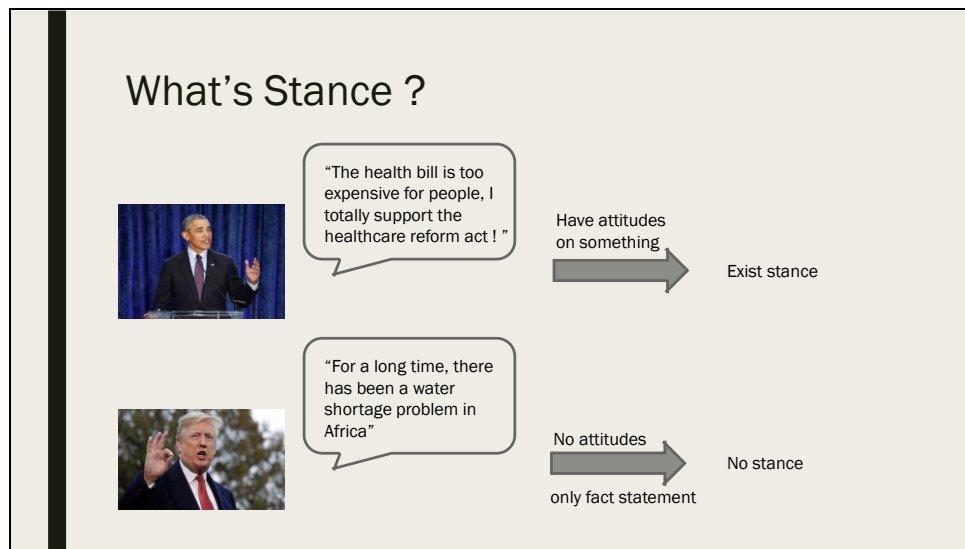 What's Stance ?
“The health bill is too
expensive for people, I
totally support the
healthcare reform act ! ”
Have attitudes
on something
Exist stance
“For a long time, there
has been a water
shortage problem in
Africa”
No attitudes
only fact statement
No stance